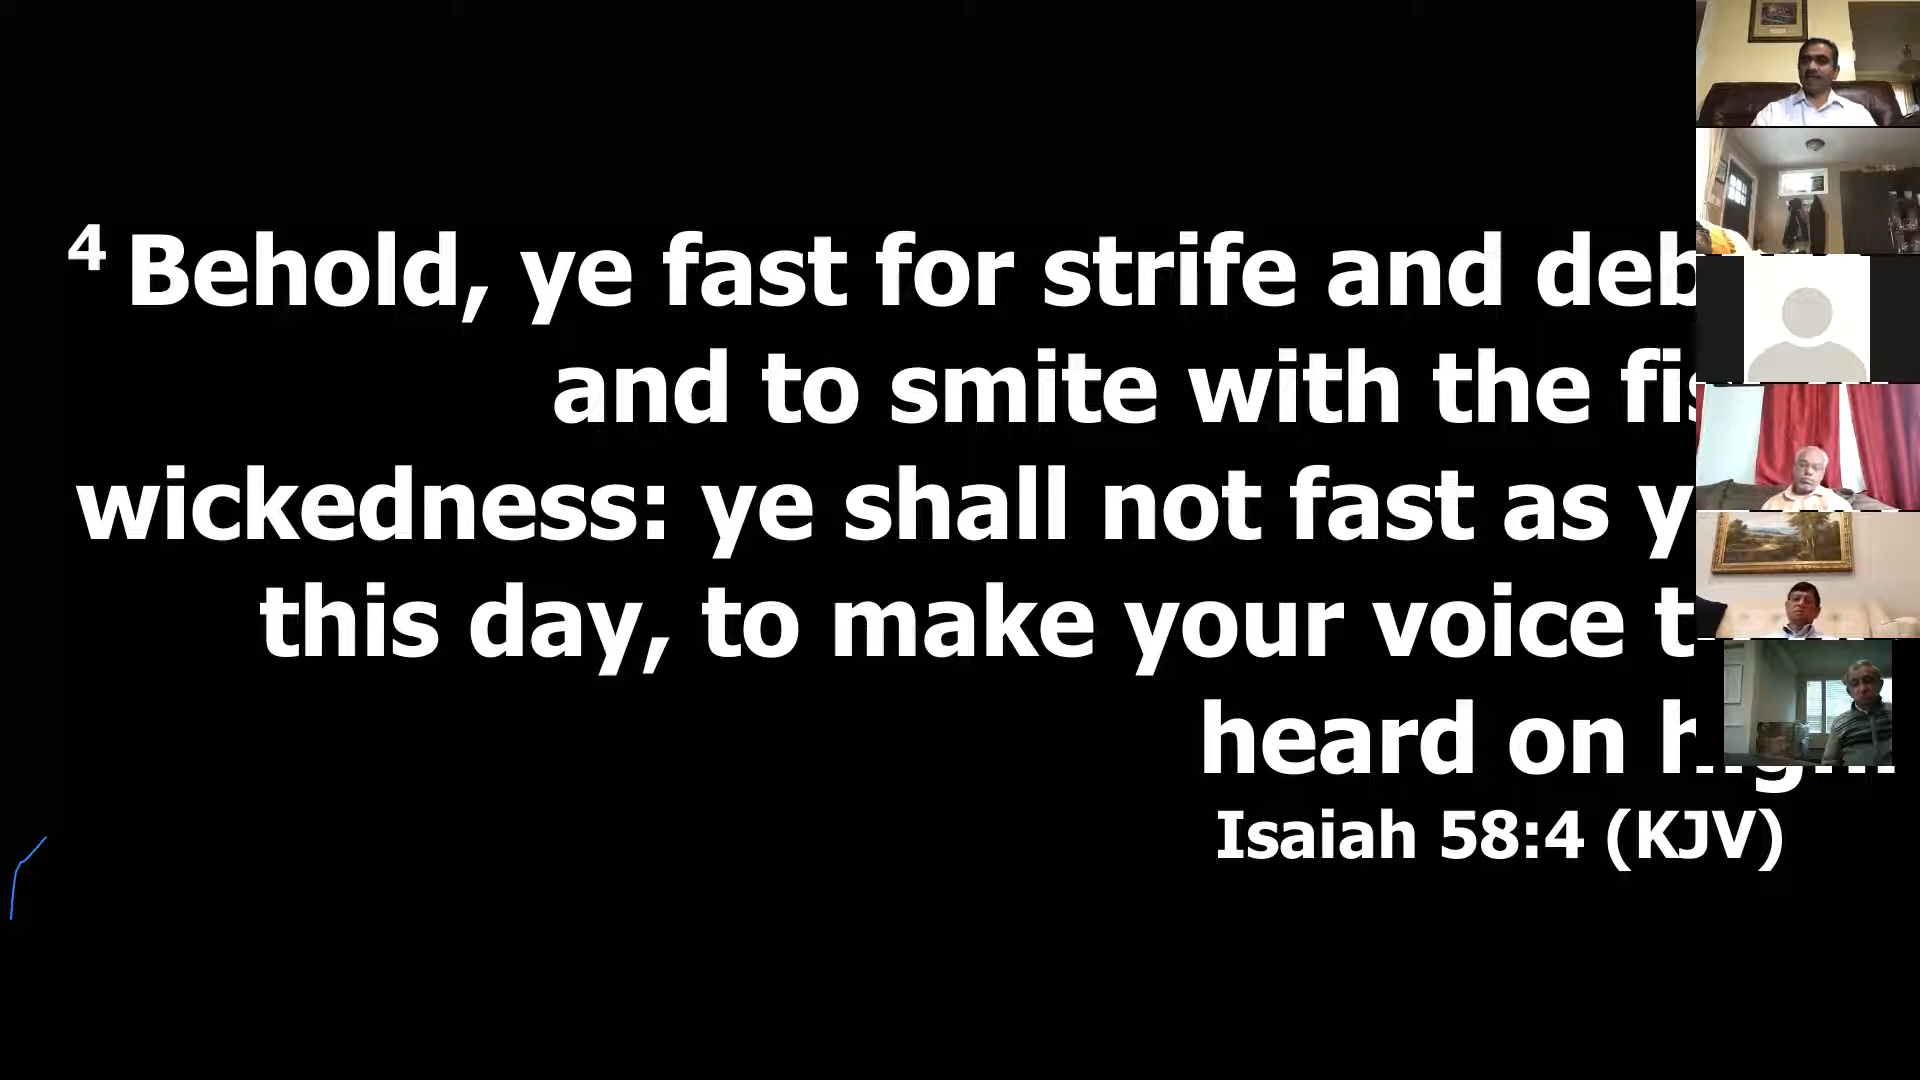 4 Behold, ye fast for strife and deb
and to smite with the fis
wickedness: ye shall not fast as y
this day, to make your voice t
heard on h
Isaiah 58:4 (KJV)